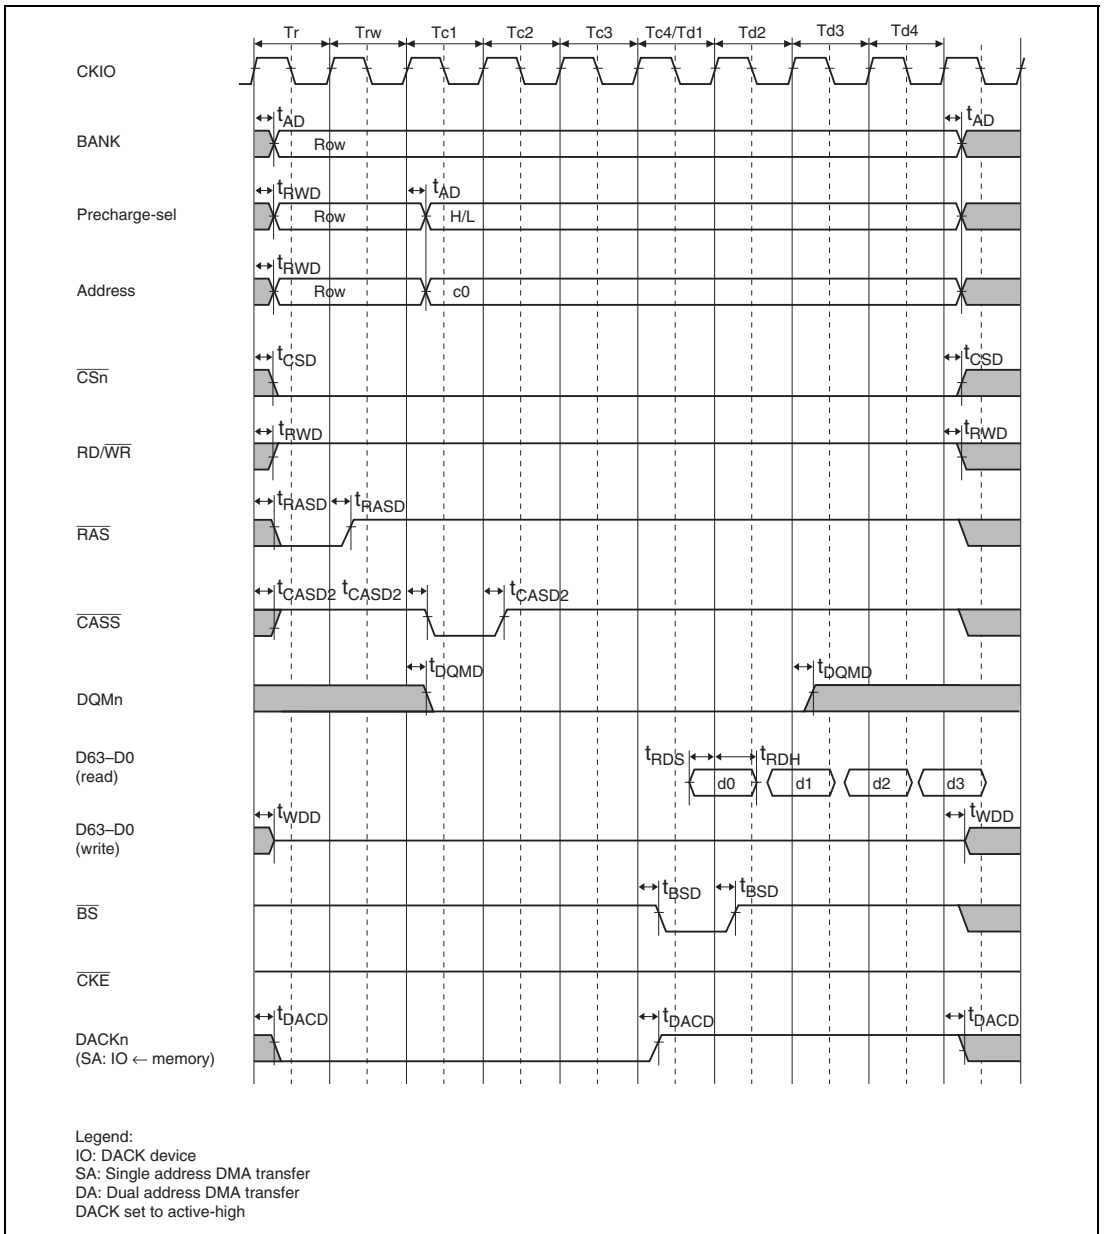 Tr Trw Tc1 Tc2 Tc3 Tc4/Td1 Td2 Td3 Td4
CKIO
tAD tAD
BANK Row
tRWD tAD
Precharge-sel Row H/L
tRWD
Address Row c0
tCSD tCSD
CSn
tRWD tRWD
RD/WR
tRASD tRASD
RAS
tCASD2 tCASD2 tCASD2
CASS
tDQMD tDQMD
DQMn
D63–D0
(read)
tRDS tRDH
d0 d1 d2 d3
tWDD tWDD
D63–D0
(write)
tBSD tBSD
BS
CKE
tDACD tDACD tDACD
DACKn
(SA: IO ← memory)
Legend:
IO: DACK device
SA: Single address DMA transfer
DA: Dual address DMA transfer
DACK set to active-high